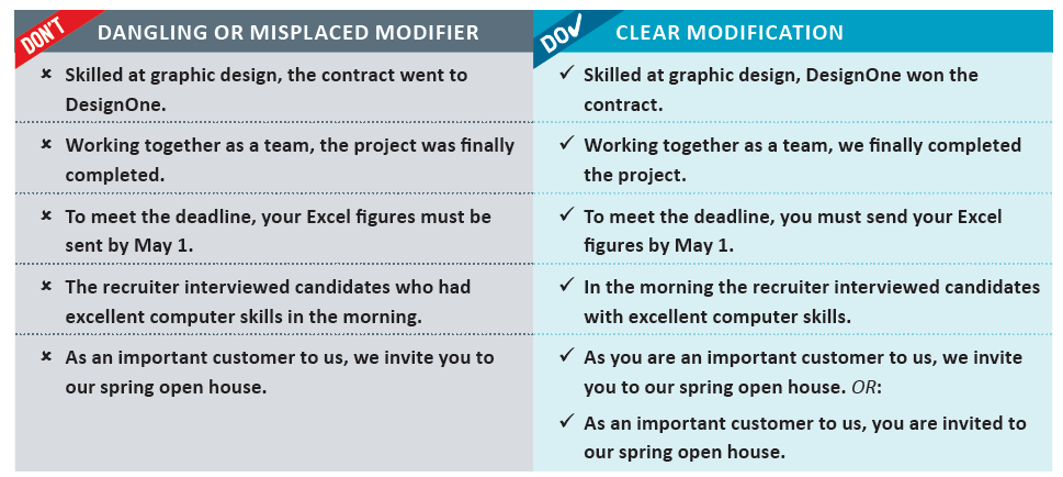 DON'T
DANGLING OR MISPLACED MODIFIER
✗ Skilled at graphic design, the contract went to
DesignOne.
✗ Working together as a team, the project was finally
completed.
✗ To meet the deadline, your Excel figures must be
sent by May 1.
✗ The recruiter interviewed candidates who had
excellent computer skills in the morning.
✗ As an important customer to us, we invite you to
our spring open house.
DO✓
CLEAR MODIFICATION
✓ Skilled at graphic design, DesignOne won the
contract.
✓ Working together as a team, we finally completed
the project.
✓ To meet the deadline, you must send your Excel
figures by May 1.
✓ In the morning the recruiter interviewed candidates
with excellent computer skills.
✓ As you are an important customer to us, we invite
you to our spring open house. OR:
✓ As an important customer to us, you are invited to
our spring open house.